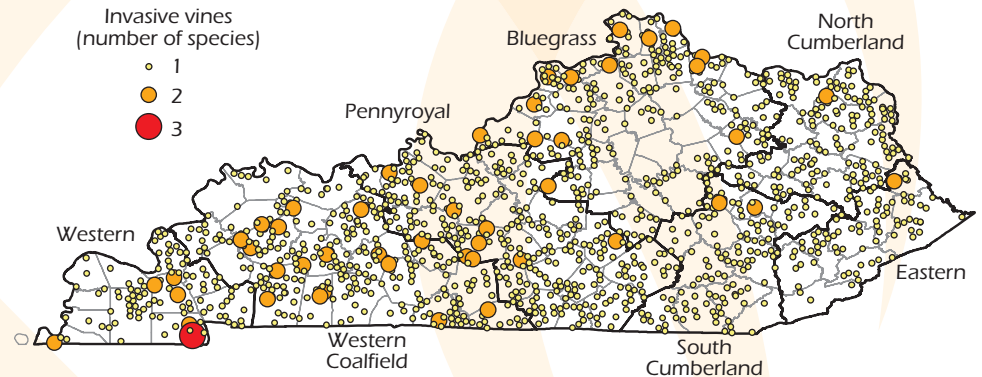 Invasive vines
(number of species)
1
2
3
Bluegrass
North
Cumberland
Pennyroyal
Western
Eastern
Western
Coalfield
South
Cumberland